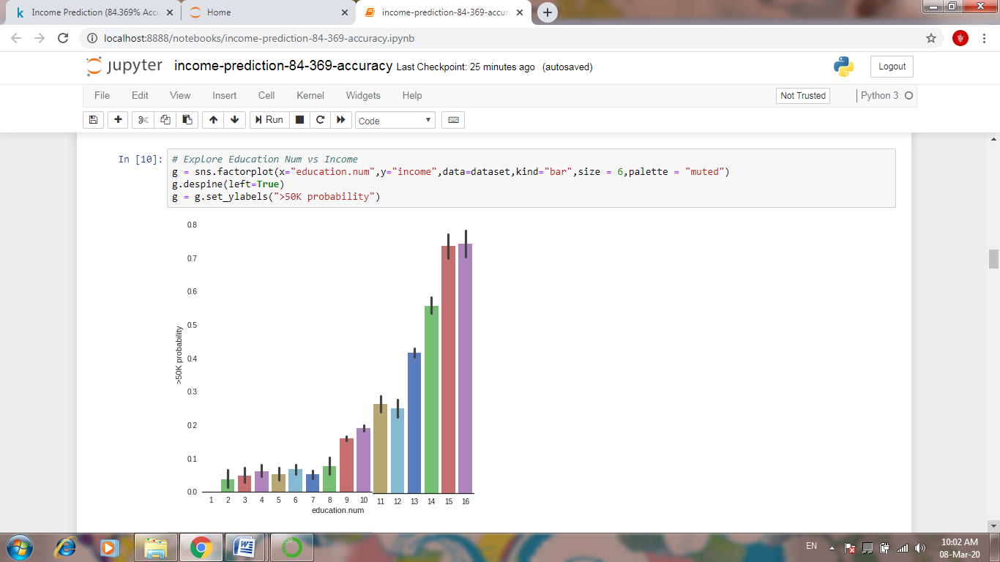 Income Prediction (84.369% Accu
Home
income-prediction-84-369-accura
localhost:8888/notebooks/income-prediction-84-369-accuracy.ipynb
jupyter income-prediction-84-369-accuracy Last Checkpoint: 25 minutes ago (autosaved)
Logout
File Edit View Insert Cell Kernel Widgets Help
Not Trusted
Python 3
Run
Code
In [10]:
# Explore Education Num vs Income
g = sns.factorplot(x="education.num",y="income",data=dataset,kind="bar",size = 6,palette = "muted")
g.despine(left=True)
g = g.set_ylabels(">50K probability")
0.8
0.7
0.6
0.5
0.4
0.3
0.2
0.1
0.0
>50K probability
1 2 3 4 5 6 7 8 9 10 11 12 13 14 15 16
education.num
EN
10:02 AM
08-Mar-20